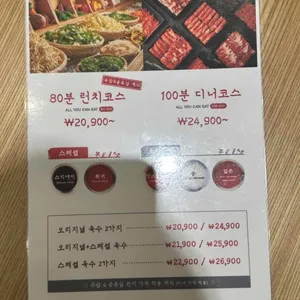 80분 런치코스
ALL YOU CAN EAT
₩20,900~
100분 디너코스
ALL YOU CAN EAT
₩24,900~
스페셜
오리지널 육수 2가지 ₩20,900 / ₩24,900
오리지널+스페셜 육수 ₩21,900 / ₩25,900
스페셜 육수 2가지 ₩22,900 / ₩26,900